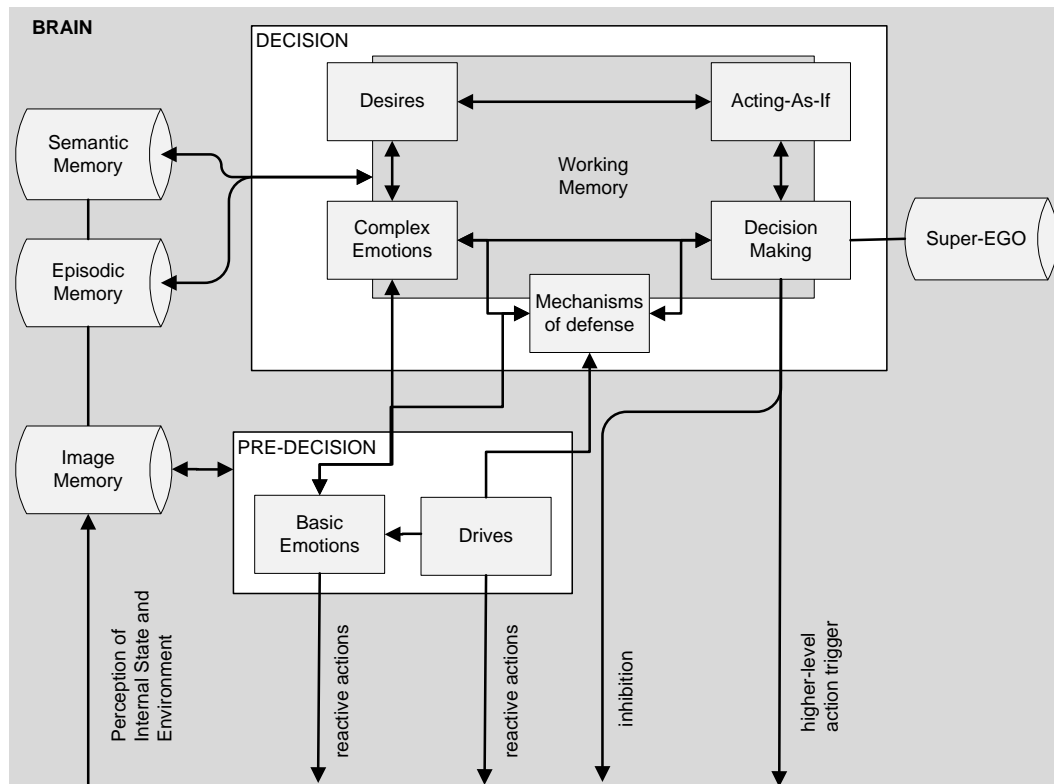 BRAIN
DECISION
Desires
Acting-As-If
Semantic
Memory
Working
Memory
Complex
Emotions
Decision
Making
Super-EGO
Episodic
Memory
Mechanisms
of defense
PRE-DECISION
Image
Memory
Basic
Emotions
Drives
Perception of
Internal State and
Environment
reactive actions
reactive actions
inhibition
higher-level
action trigger